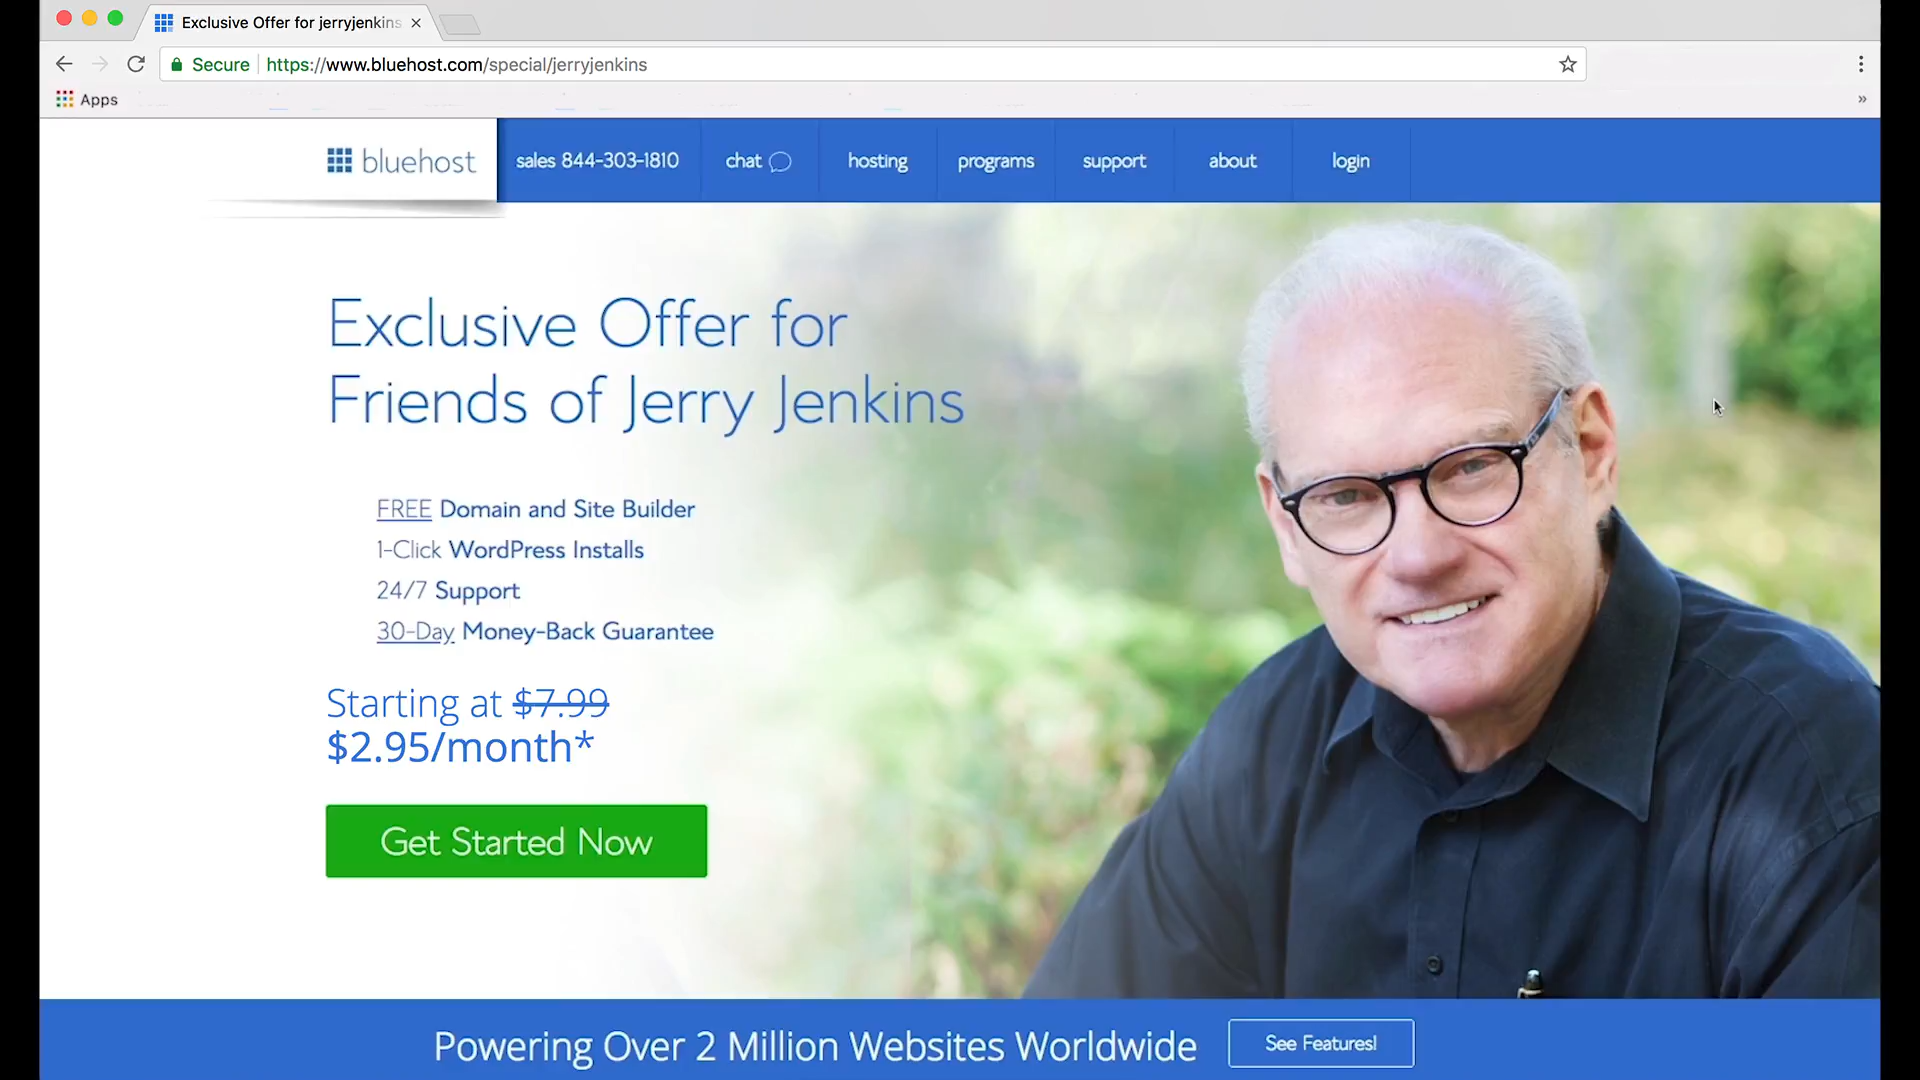 Exclusive Offer for jerryjenkins
Secure https://www.bluehost.com/special/jerryjenkins
Apps
bluehost
sales 844-303-1810
chat
hosting
programs
support
about
login
Exclusive Offer for
Friends of Jerry Jenkins
FREE Domain and Site Builder
1-Click WordPress Installs
24/7 Support
30-Day Money-Back Guarantee
Starting at $7.99
$2.95/month*
Get Started Now
Powering Over 2 Million Websites Worldwide
See Features!